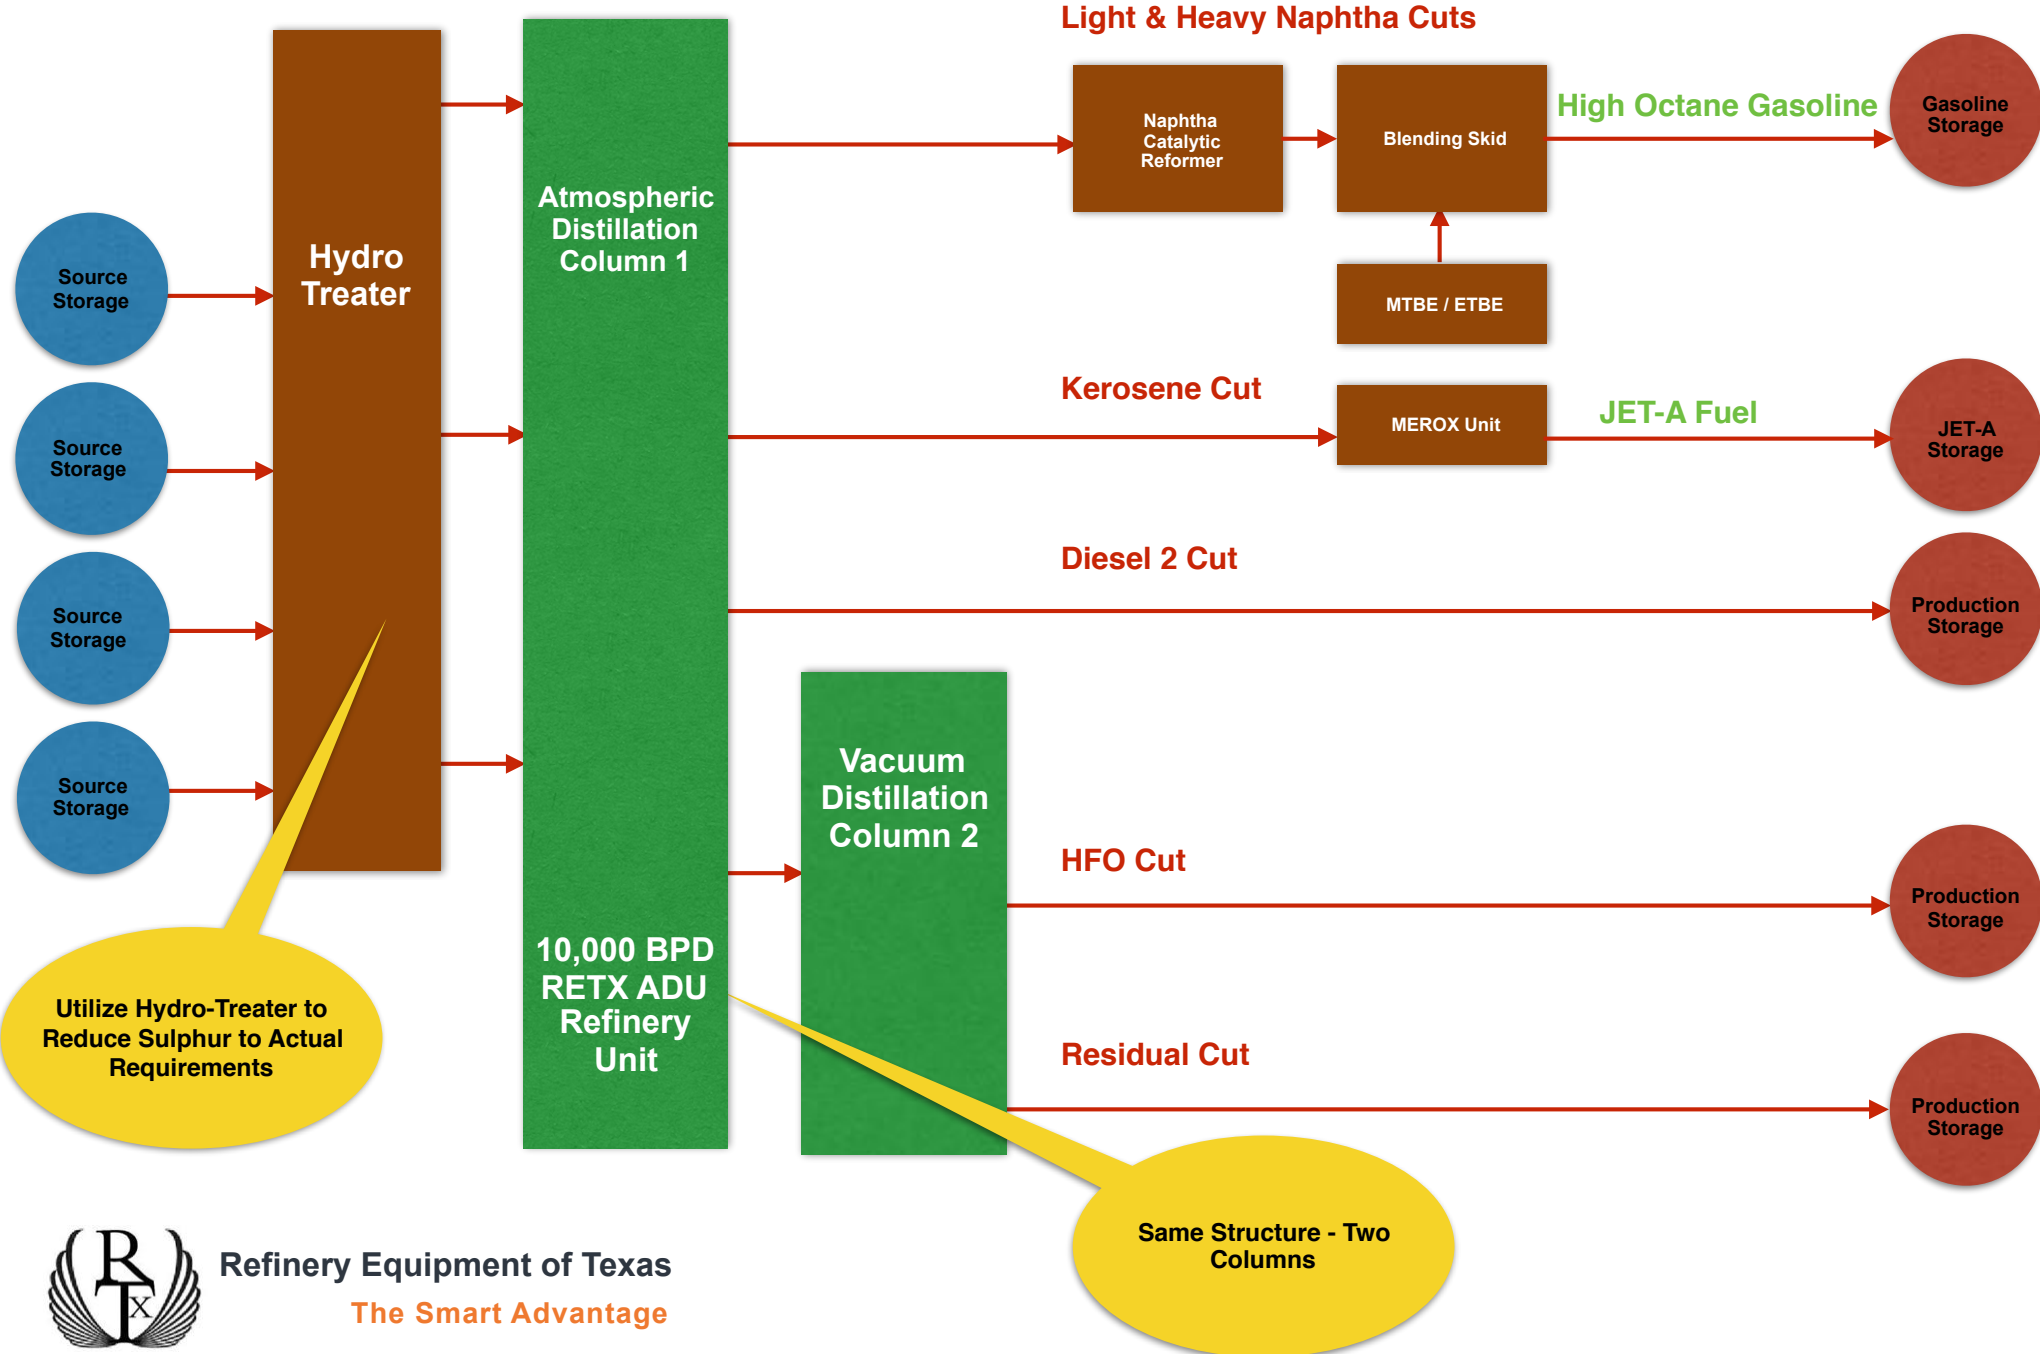 Light & Heavy Naphtha Cuts
Naphtha
Catalytic
Reformer
Blending Skid
High Octane Gasoline
Gasoline
Storage
Atmospheric
Distillation
Column 1
Hydro
Treater
Source
Storage
MTBE / ETBE
Kerosene Cut
MEROX Unit
JET-A Fuel
JET-A
Storage
Source
Storage
Diesel 2 Cut
Production
Storage
Source
Storage
Source
Storage
Vacuum
Distillation
Column 2
HFO Cut
Production
Storage
10,000 BPD
RETX ADU
Refinery
Unit
Utilize Hydro-Treater to
Reduce Sulphur to Actual
Requirements
Residual Cut
Production
Storage
Same Structure - Two
Columns
R
T
X
Refinery Equipment of Texas
The Smart Advantage